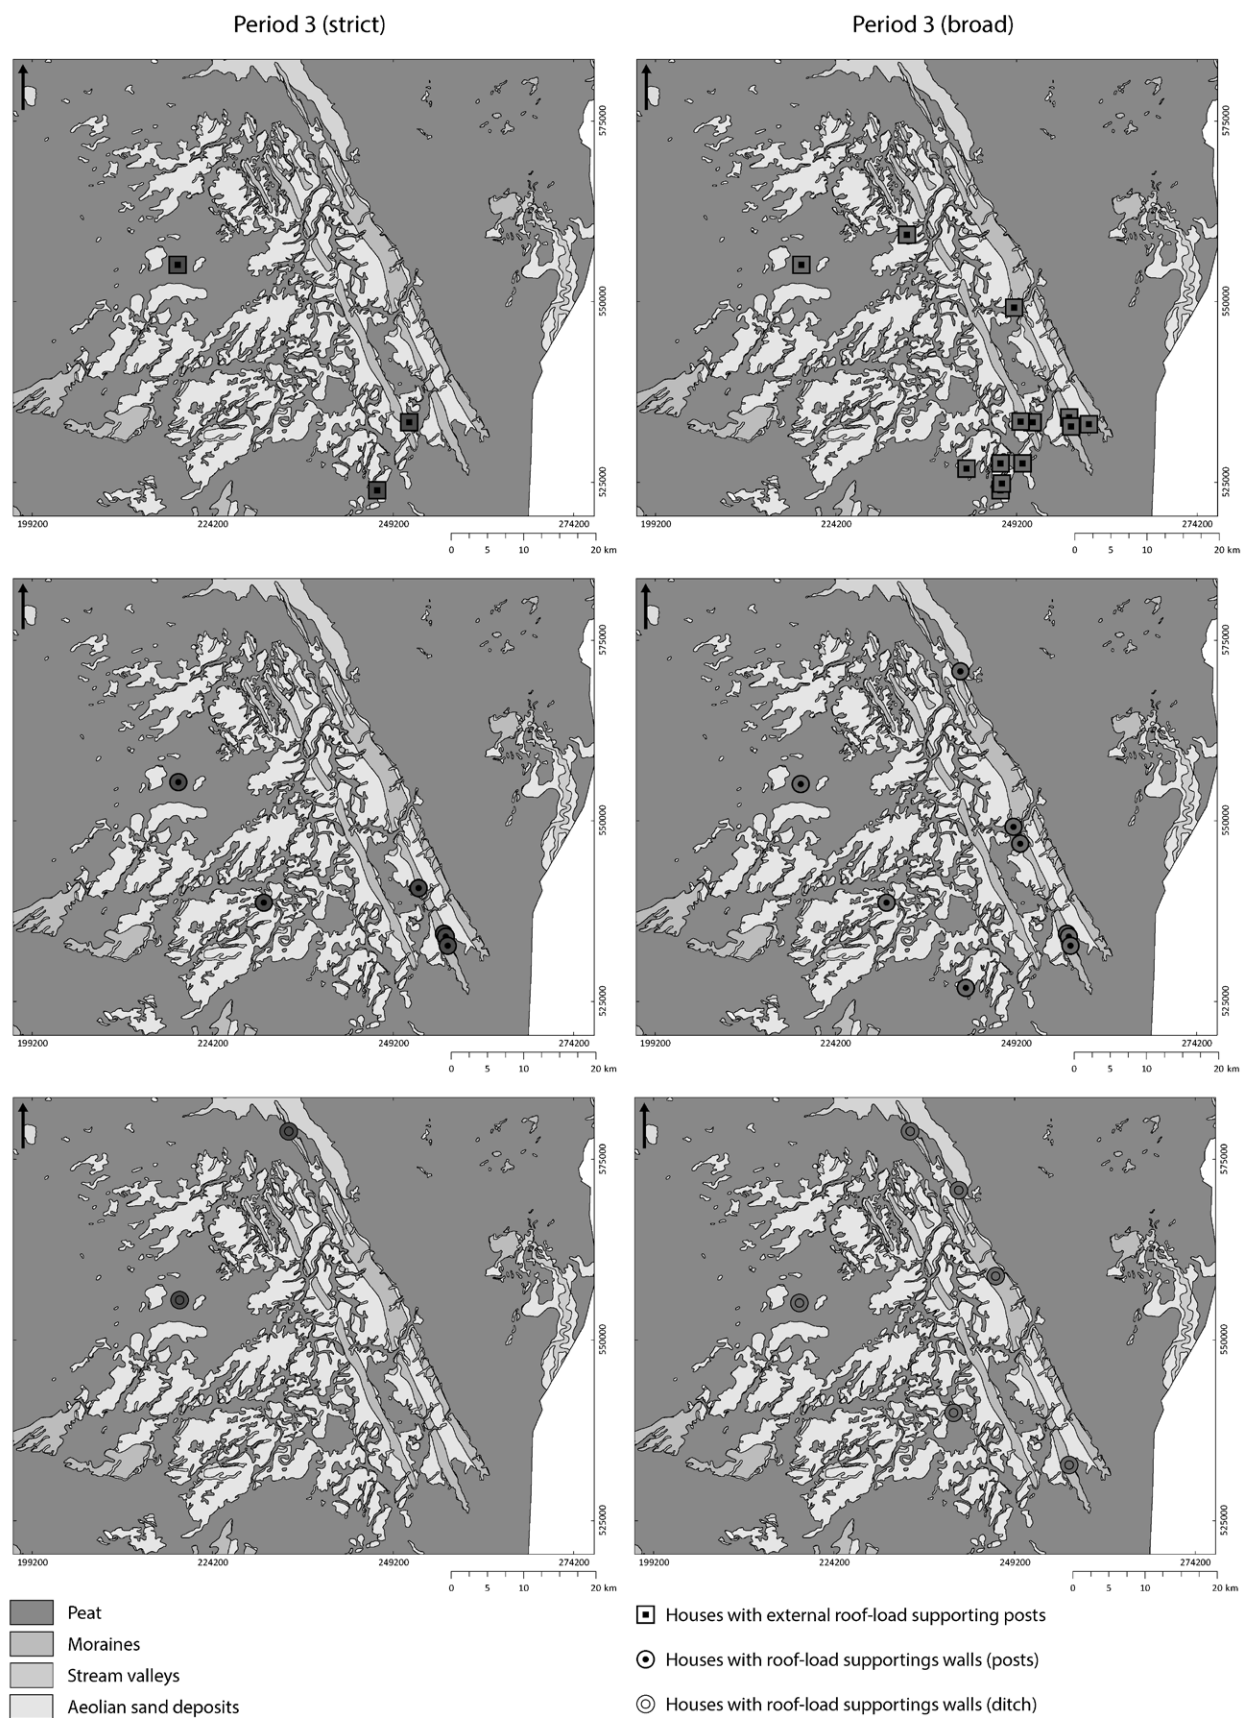 Period 3 (strict)
Period 3 (broad)
575000
550000
525000
199200 224200 249200 274200
0 5 10 20 km
575000
550000
525000
199200 224200 249200 274200
0 5 10 20 km
575000
550000
525000
199200 224200 249200 274200
0 5 10 20 km
575000
550000
525000
199200 224200 249200 274200
0 5 10 20 km
575000
550000
525000
199200 224200 249200 274200
0 5 10 20 km
575000
550000
525000
199200 224200 249200 274200
0 5 10 20 km
Peat
Moraines
Stream valleys
Aeolian sand deposits
Houses with external roof-load supporting posts
Houses with roof-load supportings walls (posts)
Houses with roof-load supportings walls (ditch)